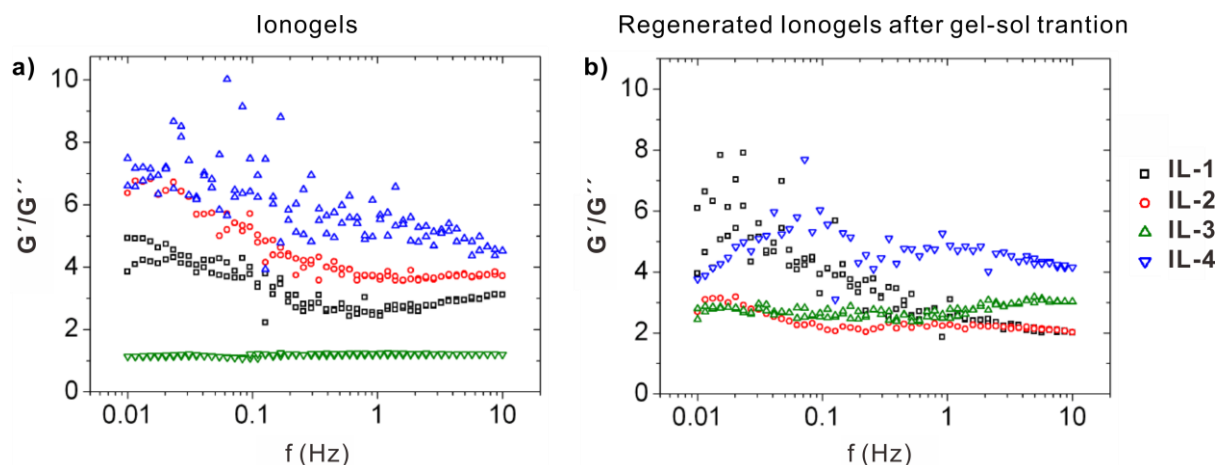 Ionogels
Regenerated Ionogels after gel-sol trantion
a)
10
8
6
4
2
0
G´/G´´
0.01 0.1 1 10
f (Hz)
b)
10
8
6
4
2
0
G´/G´´
0.01 0.1 1 10
f (Hz)
IL-1
IL-2
IL-3
IL-4